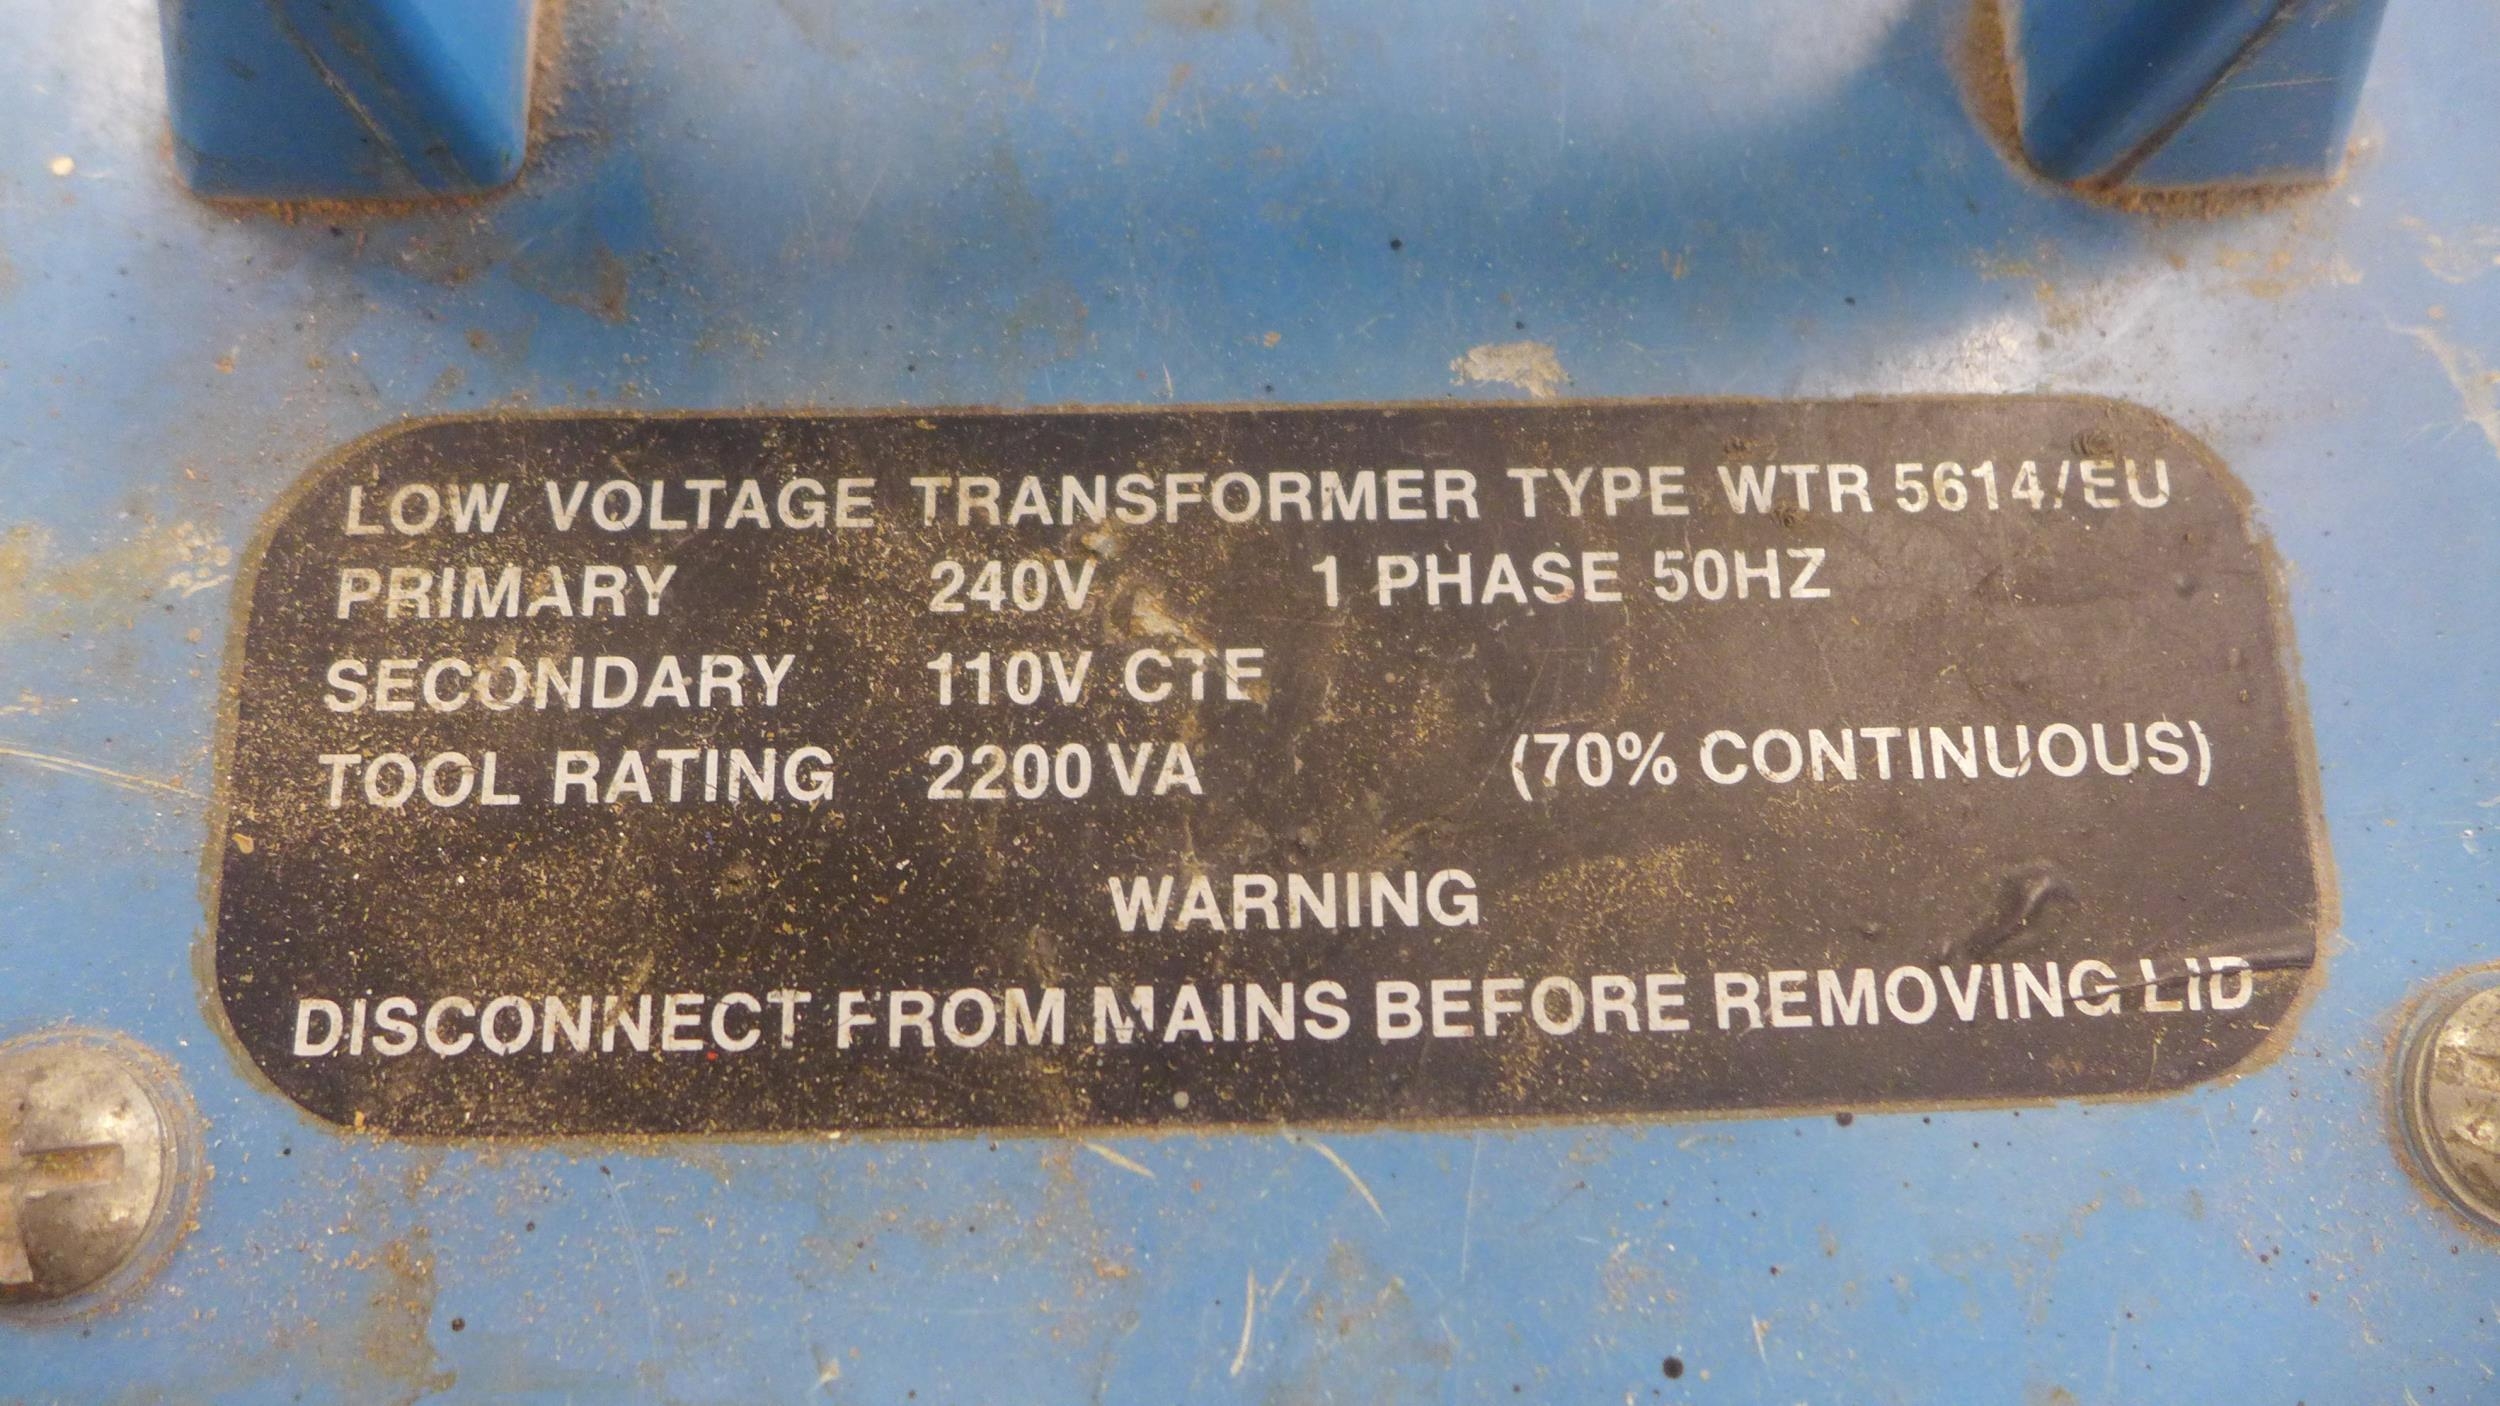 LOW VOLTAGE TRANSFORMER TYPE WTR 5614/EU
PRIMARY 240V 1 PHASE 50HZ
SECONDARY 110V CTE
TOOL RATING 2200 VA (70% CONTINUOUS)
WARNING
DISCONNECT FROM MAINS BEFORE REMOVING LID